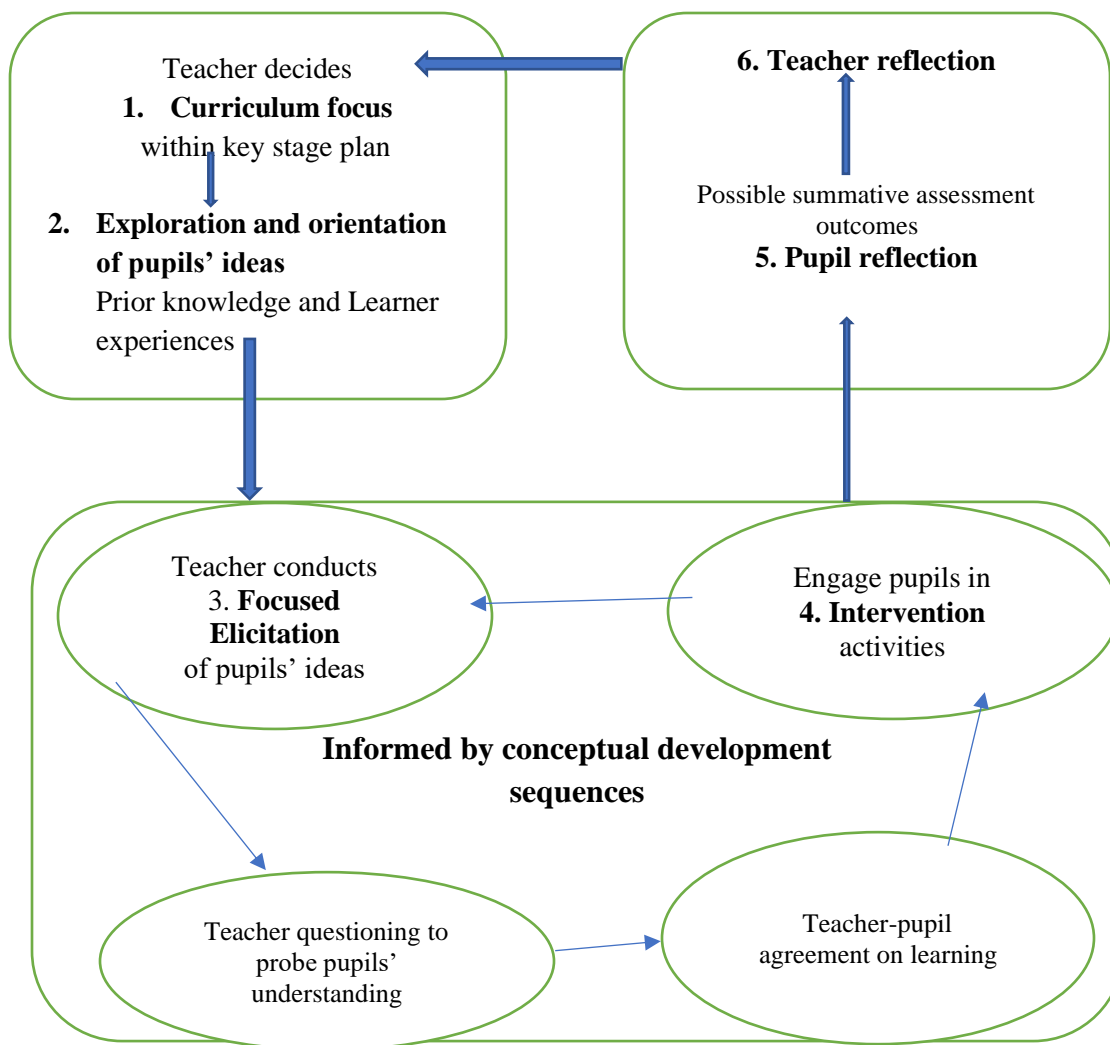 Teacher decides
1. Curriculum focus
within key stage plan
2. Exploration and orientation
of pupils’ ideas
Prior knowledge and Learner
experiences
6. Teacher reflection
Possible summative assessment
outcomes
5. Pupil reflection
Teacher conducts
3. Focused
Elicitation
of pupils’ ideas
Engage pupils in
4. Intervention
activities
Informed by conceptual development
sequences
Teacher questioning to
probe pupils’
understanding
Teacher-pupil
agreement on learning